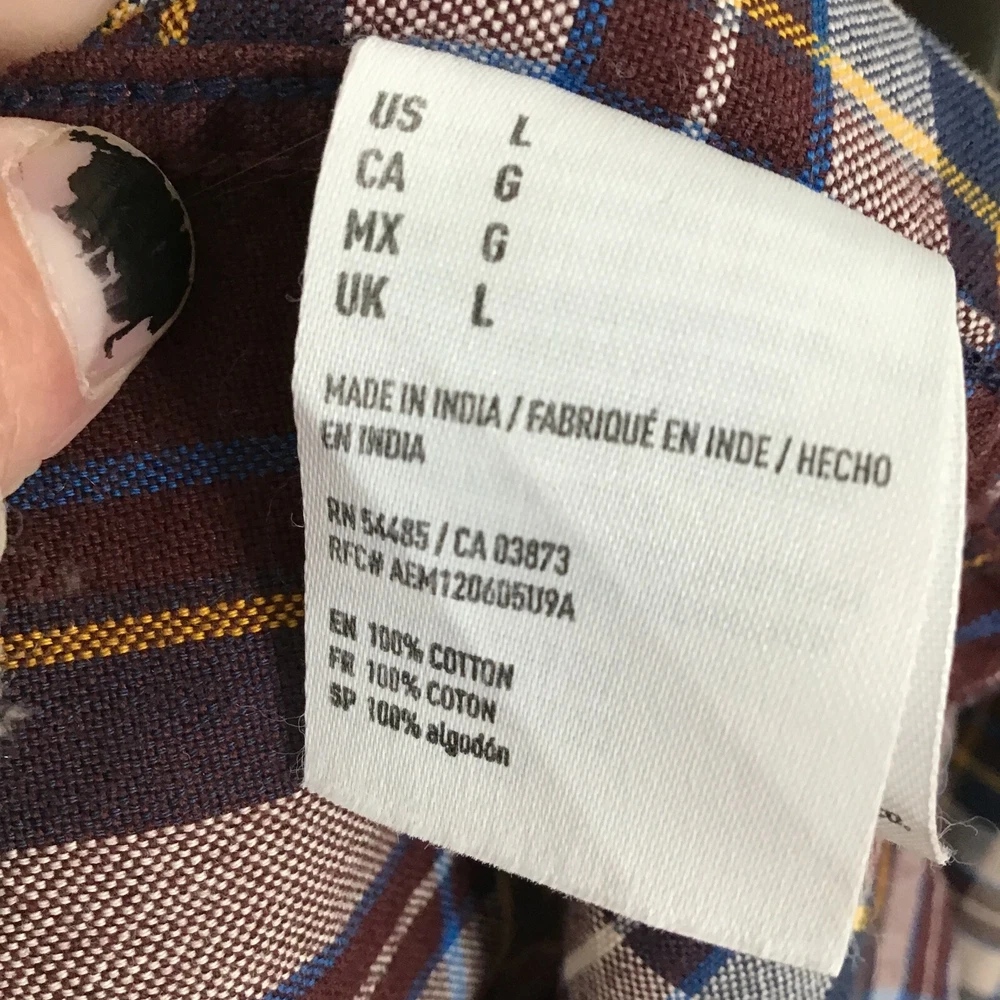 US L
CA G
MX G
UK L
MADE IN INDIA / FABRIQUÉ EN INDE / HECHO
EN INDIA
RN 54485 / CA 03873
RFC# AEM120605U9A
EN 100% COTTON
FR 100% COTON
SP 100% algodón